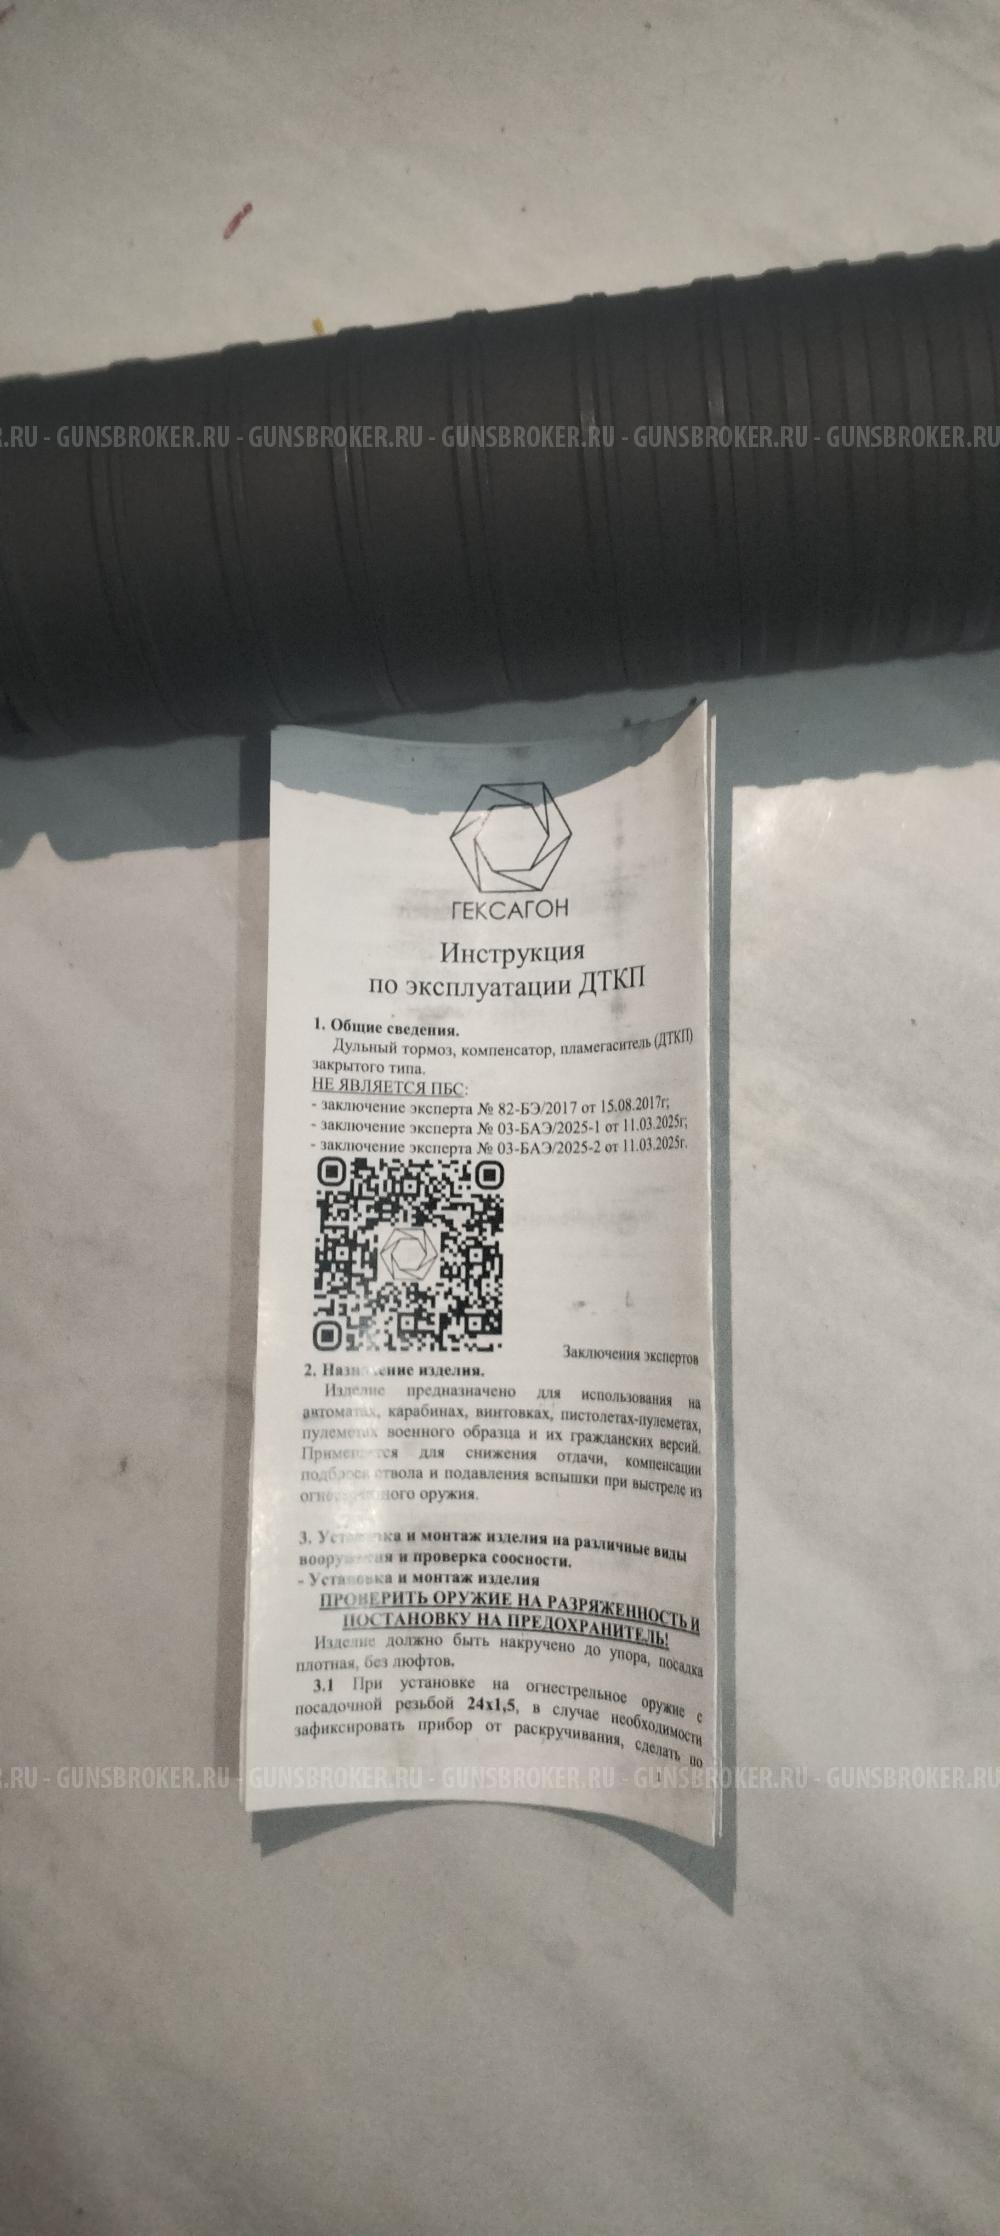 R.RU - GUNSBROKER.RU - GUNSBROKER.RU - GUNSBROKER.RU - GUNSBROKER.RU - GUNSBROKER.RU
ГЕКСАГОН
Инструкция
по эксплуатации ДТКП
1. Общие сведения.
Дульный тормоз, компенсатор, пламегаситель (ДТКП)
закрытого типа.
НЕ ЯВЛЯЕТСЯ ПБС:
- заключение эксперта № 82-БЭ/2017 от 15.08.2017г;
- заключение эксперта № 03-БАЭ/2025-1 от 11.03.2025г;
- заключение эксперта № 03-БАЭ/2025-2 от 11.03.2025г.
Заключения экспертов
2. Назначение изделия.
Изделие предназначено для использования на
автоматах, карабинах, винтовках, пистолетах-пулеметах,
пулеметах военного образца и их гражданских версий.
Применяется для снижения отдачи, компенсации
подбросов ствола и подавления вспышки при выстреле из
огнестрельного оружия.
3. Установка и монтаж изделия на различные виды
вооружения и проверка соосности.
- Установка и монтаж изделия
ПРОВЕРИТЬ ОРУЖИЕ НА РАЗРЯЖЕННОСТЬ И
ПОСТАНОВКУ НА ПРЕДОХРАНИТЕЛЬ!
Изделие должно быть накручено до упора, посадка
плотная, без люфтов.
3.1 При установке на огнестрельное оружие с
посадочной резьбой 24х1,5, в случае необходимости
зафиксировать прибор от раскручивания, сделать по
1
R.RU - GUNSBROKER.RU - GUNSBROKER.RU - GUNSBROKER.RU - GUNSBROKER.RU - GUNSBROKER.RU